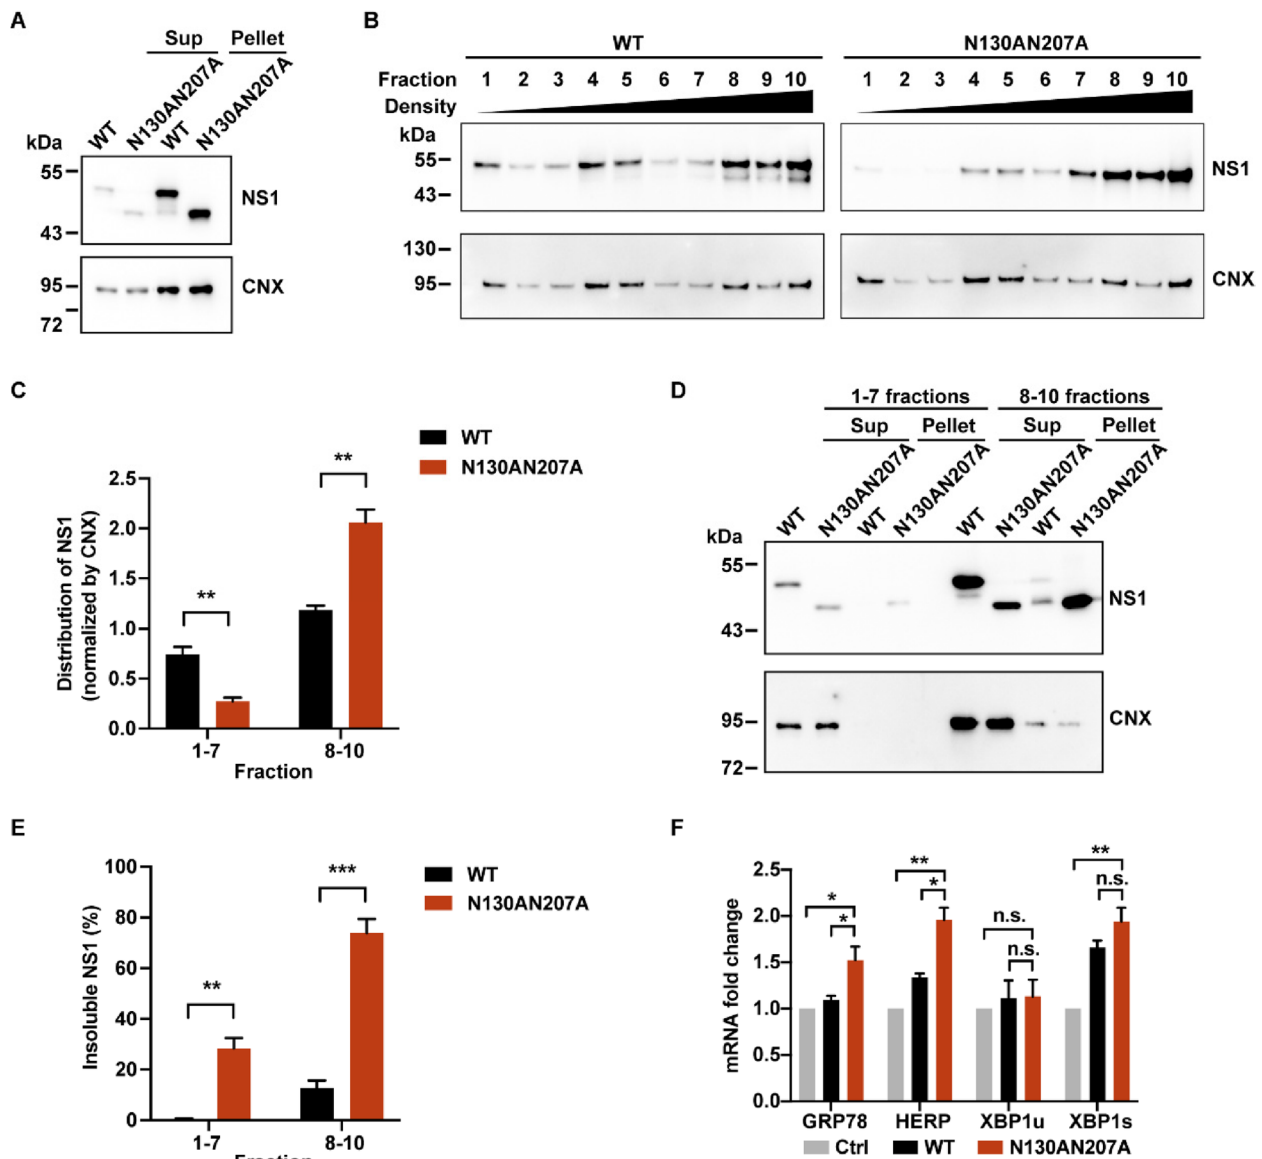 A
Sup Pellet
WT N130AN207A WT N130AN207A
kDa
55
NS1
43
95
CNX
72
B
WT N130AN207A
Fraction 1 2 3 4 5 6 7 8 9 10 1 2 3 4 5 6 7 8 9 10
Density
kDa
55
NS1
43
130
95
CNX
C
WT
N130AN207A
**
**
Distribution of NS1
(normalized by CNX)
2.5
2.0
1.5
1.0
0.5
0.0
1-7 8-10
Fraction
D
1-7 fractions 8-10 fractions
Sup Pellet Sup Pellet
WT N130AN207A WT N130AN207A WT N130AN207A WT N130AN207A
kDa
55
NS1
43
95
CNX
72
E
WT
N130AN207A
***
**
Insoluble NS1 (%)
100
80
60
40
20
0
1-7 8-10
Fraction
F
mRNA fold change
2.5
2.0
1.5
1.0
0.5
0.0
* * ** * n.s. n.s. ** n.s.
GRP78 HERP XBP1u XBP1s
Ctrl WT N130AN207A